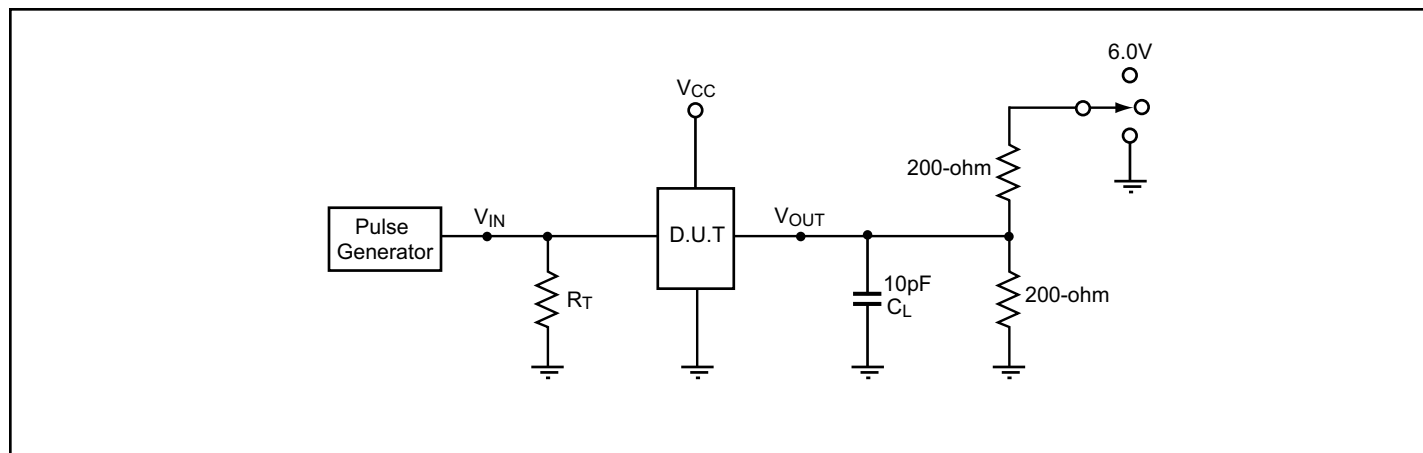 6.0V
VCC
200-ohm
Pulse
Generator
VIN
D.U.T
VOUT
RT
10pF
CL
200-ohm